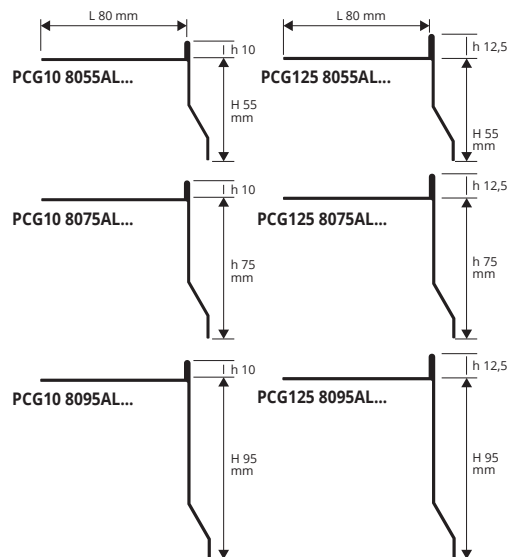 L 80 mm
h 10
PCG10 8055AL...
H 55
mm
L 80 mm
h 12,5
PCG125 8055AL...
H 55
mm
h 10
PCG10 8075AL...
h 75
mm
h 12,5
PCG125 8075AL...
h 75
mm
h 10
PCG10 8095AL...
H 95
mm
h 12,5
PCG125 8095AL...
H 95
mm